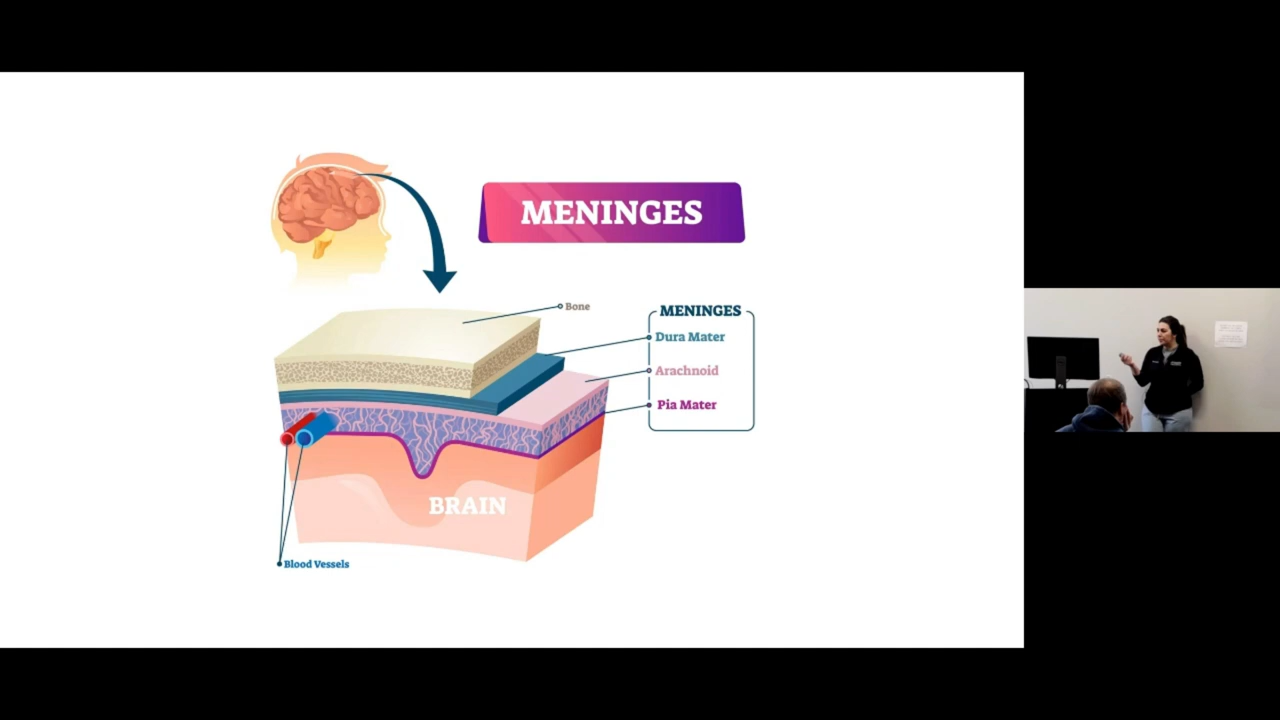 MENINGES
Bone
MENINGES
Dura Mater
Arachnoid
Pia Mater
BRAIN
Blood Vessels